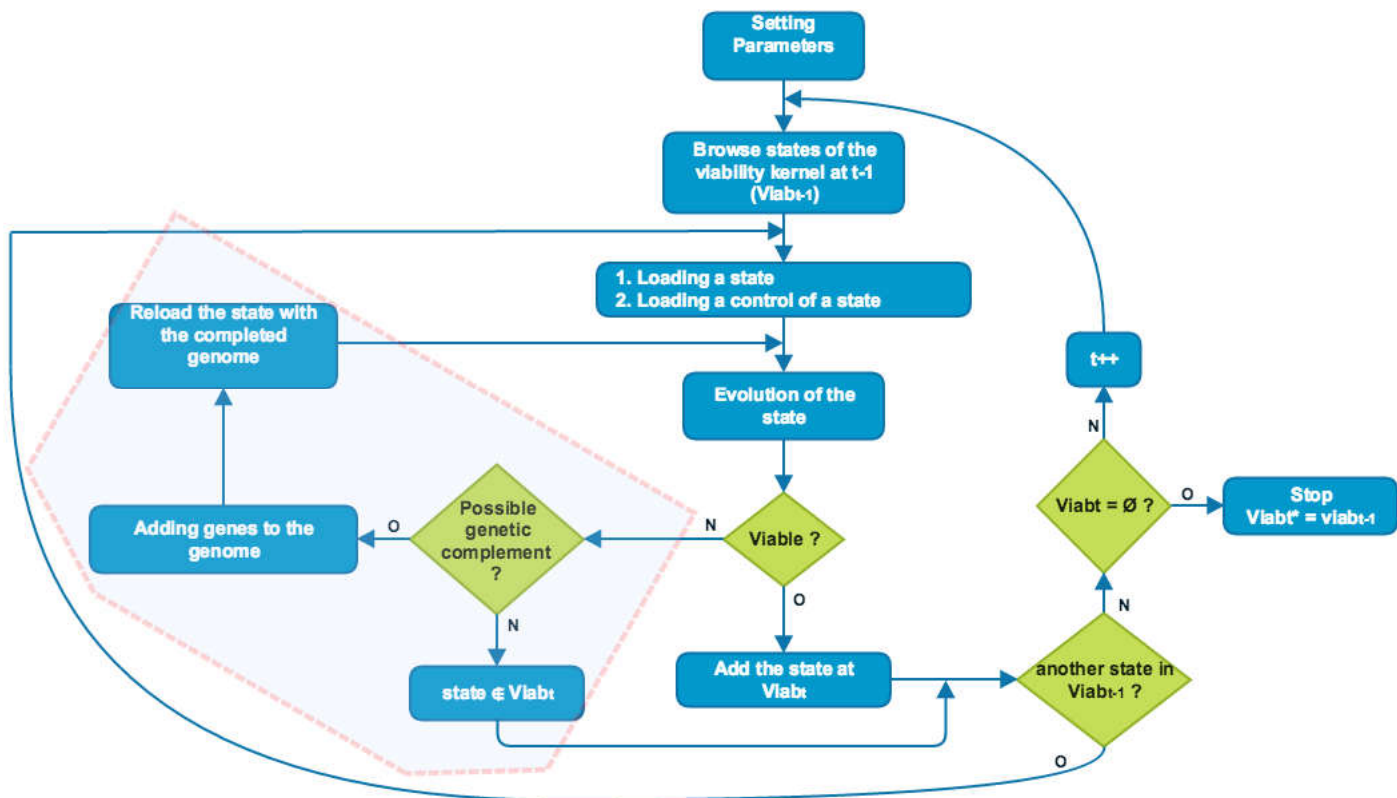 Setting
Parameters
Browse states of the
viability kernel at t-1
(Viabt-1)
1. Loading a state
2. Loading a control of a state
Reload the state with
the completed
genome
t++
Evolution of the
state
N
Possible
genetic
complement
?
Adding genes to the
genome
O
N
Viable ?
Viabt = Ø ?
O
Stop
Viabt* = viabt-1
O
N
N
state ∉ Viabt
Add the state at
Viabt
another state in
Viabt-1 ?
O